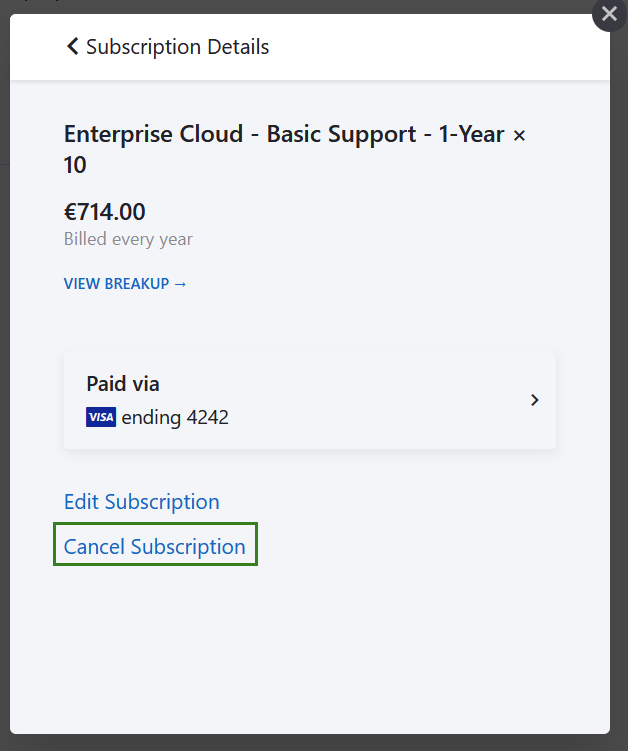 Subscription Details
Enterprise Cloud - Basic Support - 1-Year ×
10
€714.00
Billed every year
VIEW BREAKUP →
Paid via
VISA ending 4242
Edit Subscription
Cancel Subscription